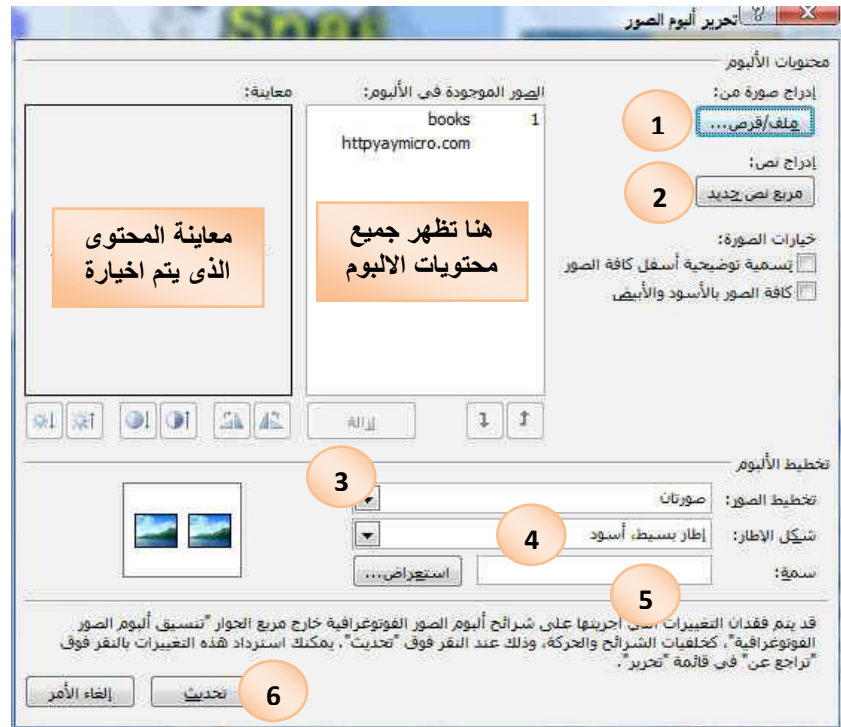 تحرير ألبوم الصور
محتويات الألبوم
إدراج صورة من:
الصور الموجودة في الألبوم:
معاينة:
ملف/قرص...
1
books 1
httpyaymicro.com
إدراج نص:
مربع نص جديد
2
خيارات الصورة:
تسمية توضيحية أسفل كافة الصور
كافة الصور بالأسود والأبيض
هنا تظهر جميع
محتويات الالبوم
معاينة المحتوى
الذى يتم اخيارة
إزالة
تخطيط الألبوم
3
تخطيط الصور: صورتان
شكل الإطار: إطار بسيط، أسود
4
سمة:
استعراض...
5
قد يتم فقدان التغييرات التي أجريتها على شرائح ألبوم الصور الفوتوغرافية خارج مربع الحوار "تنسيق ألبوم الصور
الفوتوغرافية"، كخلفيات الشرائح والحركة، وذلك عند النقر فوق "تحديث". يمكنك استرداد هذه التغييرات بالنقر فوق
"تراجع عن" في قائمة "تحرير".
6
تحديث
إلغاء الأمر